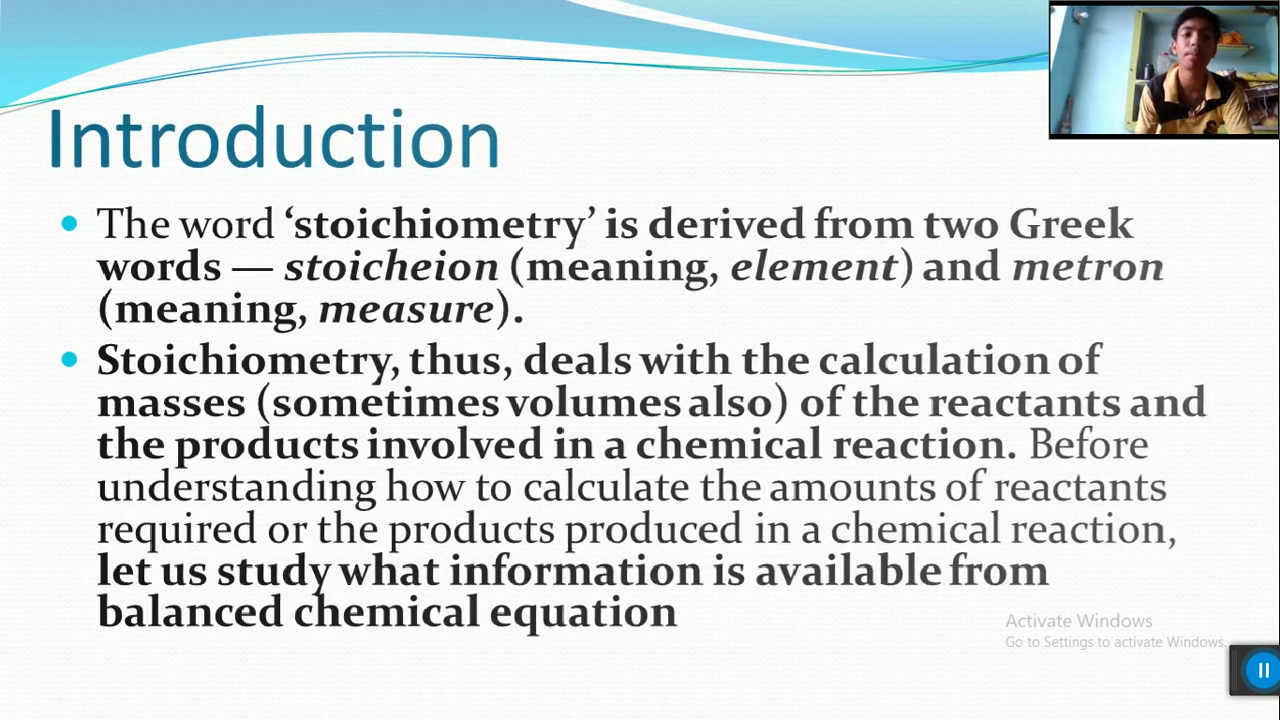 Introduction
The word ‘stoichiometry’ is derived from two Greek
words — stoicheion (meaning, element) and metron
(meaning, measure).
Stoichiometry, thus, deals with the calculation of
masses (sometimes volumes also) of the reactants and
the products involved in a chemical reaction. Before
understanding how to calculate the amounts of reactants
required or the products produced in a chemical reaction,
let us study what information is available from
balanced chemical equation
Activate Windows
Go to Settings to activate Windows.